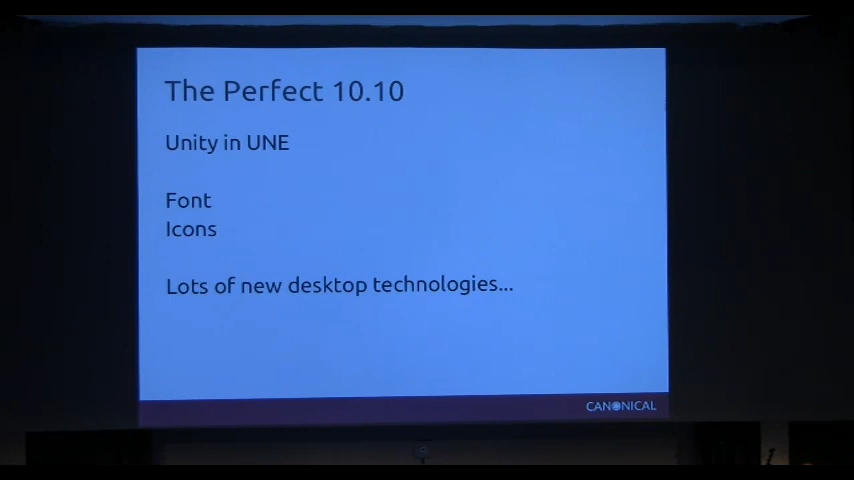 The Perfect 10.10
Unity in UNE
Font
Icons
Lots of new desktop technologies...
CANONICAL